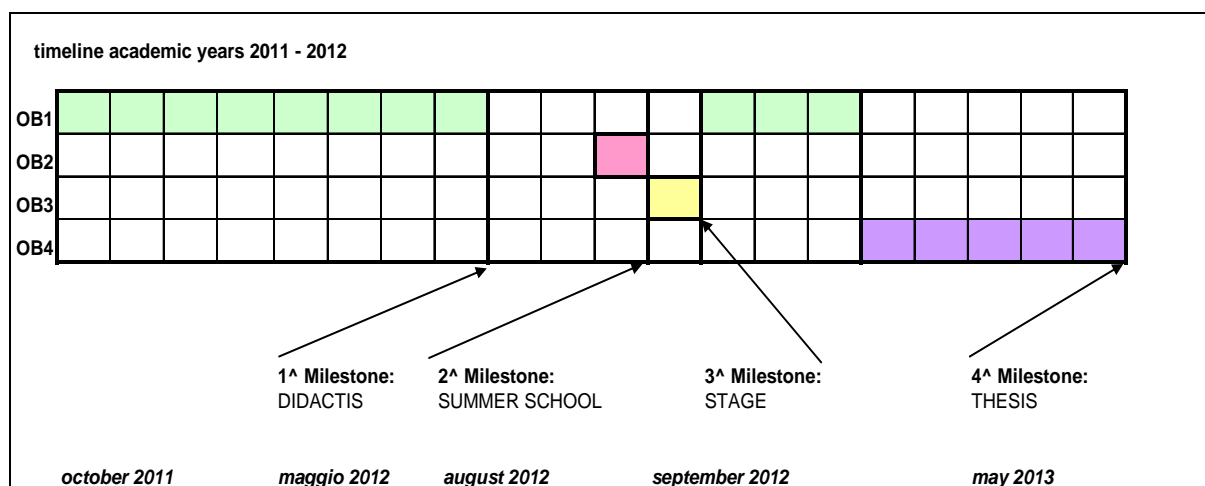 timeline academic years 2011 - 2012
OB1
OB2
OB3
OB4
1^ Milestone: 2^ Milestone: 3^ Milestone: 4^ Milestone:
DIDACTIS SUMMER SCHOOL STAGE THESIS
october 2011 maggio 2012 august 2012 september 2012 may 2013